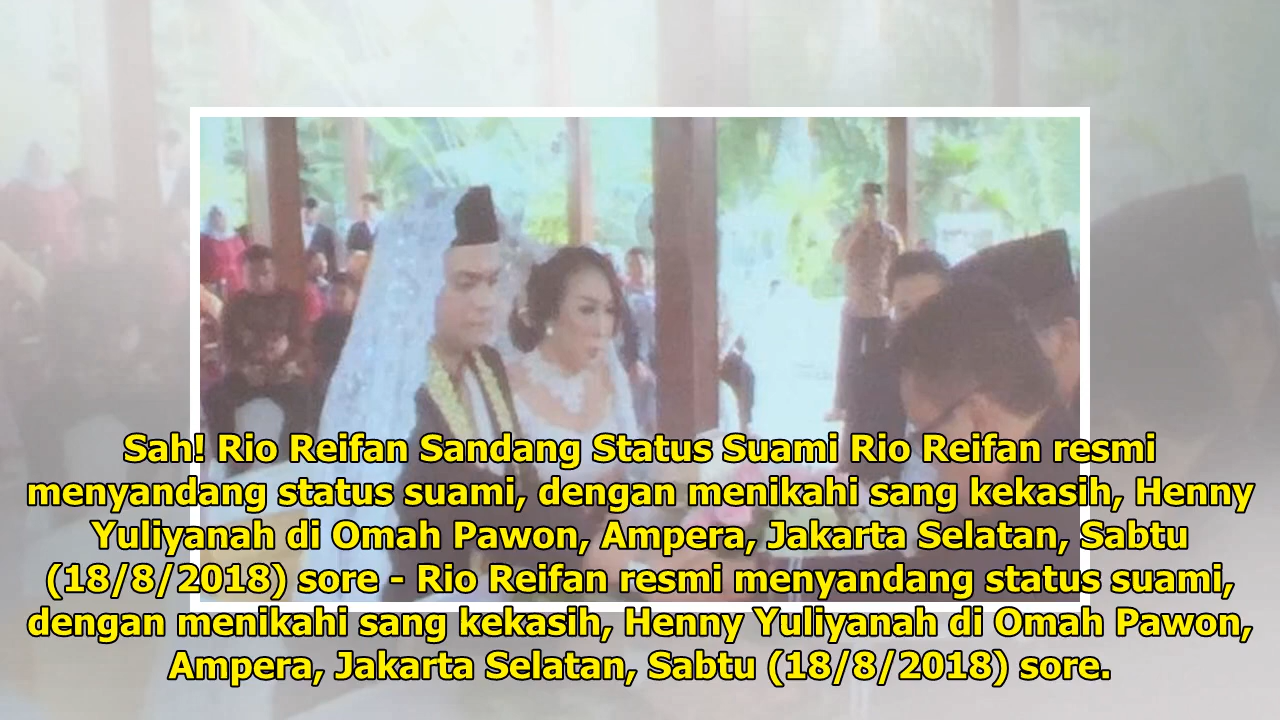 Sah! Rio Reifan Sandang Status Suami Rio Reifan resmi
menyandang status suami, dengan menikahi sang kekasih, Henny
Yuliyanah di Omah Pawon, Ampera, Jakarta Selatan, Sabtu
(18/8/2018) sore - Rio Reifan resmi menyandang status suami,
dengan menikahi sang kekasih, Henny Yuliyanah di Omah Pawon,
Ampera, Jakarta Selatan, Sabtu (18/8/2018) sore.